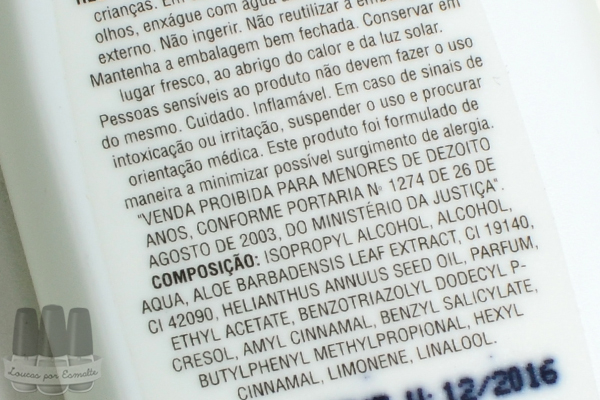 crianças. Em
olhos, enxágue com água
externo. Não ingerir. Não reutilizar a
Mantenha a embalagem bem fechada. Conservar em
lugar fresco, ao abrigo do calor e da luz solar.
Pessoas sensíveis ao produto não devem fazer o uso
do mesmo. Cuidado. Inflamável. Em caso de sinais de
intoxicação ou irritação, suspender o uso e procurar
orientação médica. Este produto foi formulado de
maneira a minimizar possível surgimento de alergia.
"VENDA PROIBIDA PARA MENORES DE DEZOITO
ANOS, CONFORME PORTARIA Nº 1274 DE 26 DE
AGOSTO DE 2003, DO MINISTÉRIO DA JUSTIÇA".
COMPOSIÇÃO: ISOPROPYL ALCOHOL, ALCOHOL,
AQUA, ALOE BARBADENSIS LEAF EXTRACT, CI 19140,
CI 42090, HELIANTHUS ANNUUS SEED OIL, PARFUM,
ETHYL ACETATE, BENZOTRIAZOLYL DODECYL P-
CRESOL, AMYL CINNAMAL, BENZYL SALICYLATE,
BUTYLPHENYL METHYLPROPIONAL, HEXYL
CINNAMAL, LIMONENE, LINALOOL.
12/2016
Loucas por Esmalte